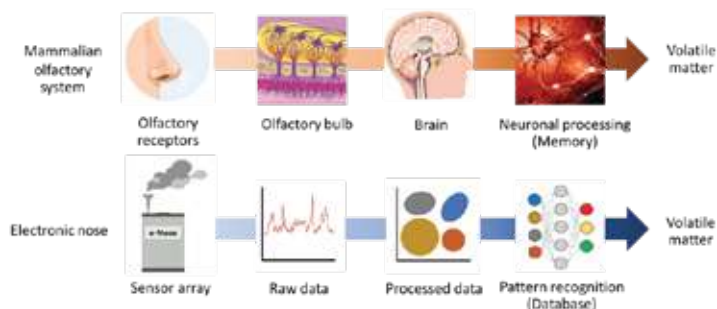 Mammalian
olfactory
system
Volatile
matter
Olfactory
receptors
Olfactory bulb
Brain
Neuronal processing
(Memory)
Electronic nose
e-Nose
Volatile
matter
Sensor array
Raw data
Processed data
Pattern recognition
(Database)